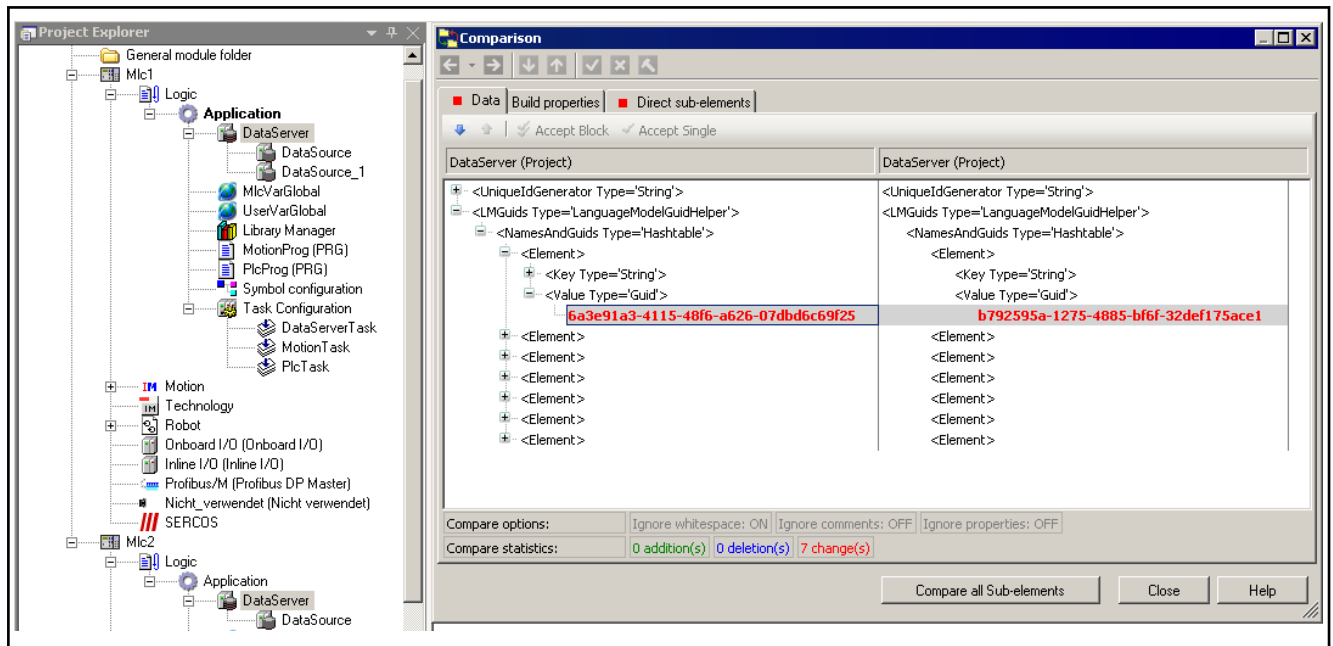 Project Explorer
General module folder
Mlc1
Logic
Application
DataServer
DataSource
DataSource_1
MlcVarGlobal
UserVarGlobal
Library Manager
MotionProg (PRG)
PlcProg (PRG)
Symbol configuration
Task Configuration
DataServerTask
MotionTask
PlcTask
IM Motion
IM Technology
Robot
Onboard I/O (Onboard I/O)
Inline I/O (Inline I/O)
Profibus/M (Profibus DP Master)
Nicht_verwendet (Nicht verwendet)
SERCOS
Mlc2
Logic
Application
DataServer
DataSource
Comparison
Data Build properties Direct sub-elements
Accept Block Accept Single
DataServer (Project) DataServer (Project)
<UniqueIdGenerator Type='String'> <UniqueIdGenerator Type='String'>
<LMGuids Type='LanguageModelGuidHelper'> <LMGuids Type='LanguageModelGuidHelper'>
<NamesAndGuids Type='Hashtable'> <NamesAndGuids Type='Hashtable'>
<Element> <Element>
<Key Type='String'> <Key Type='String'>
<Value Type='Guid'> <Value Type='Guid'>
6a3e91a3-4115-48f6-a626-07dbd6c69f25 b792595a-1275-4885-bf6f-32def175ace1
<Element> <Element>
<Element> <Element>
<Element> <Element>
<Element> <Element>
<Element> <Element>
<Element> <Element>
Compare options: Ignore whitespace: ON Ignore comments: OFF Ignore properties: OFF
Compare statistics: 0 addition(s) 0 deletion(s) 7 change(s)
Compare all Sub-elements Close Help